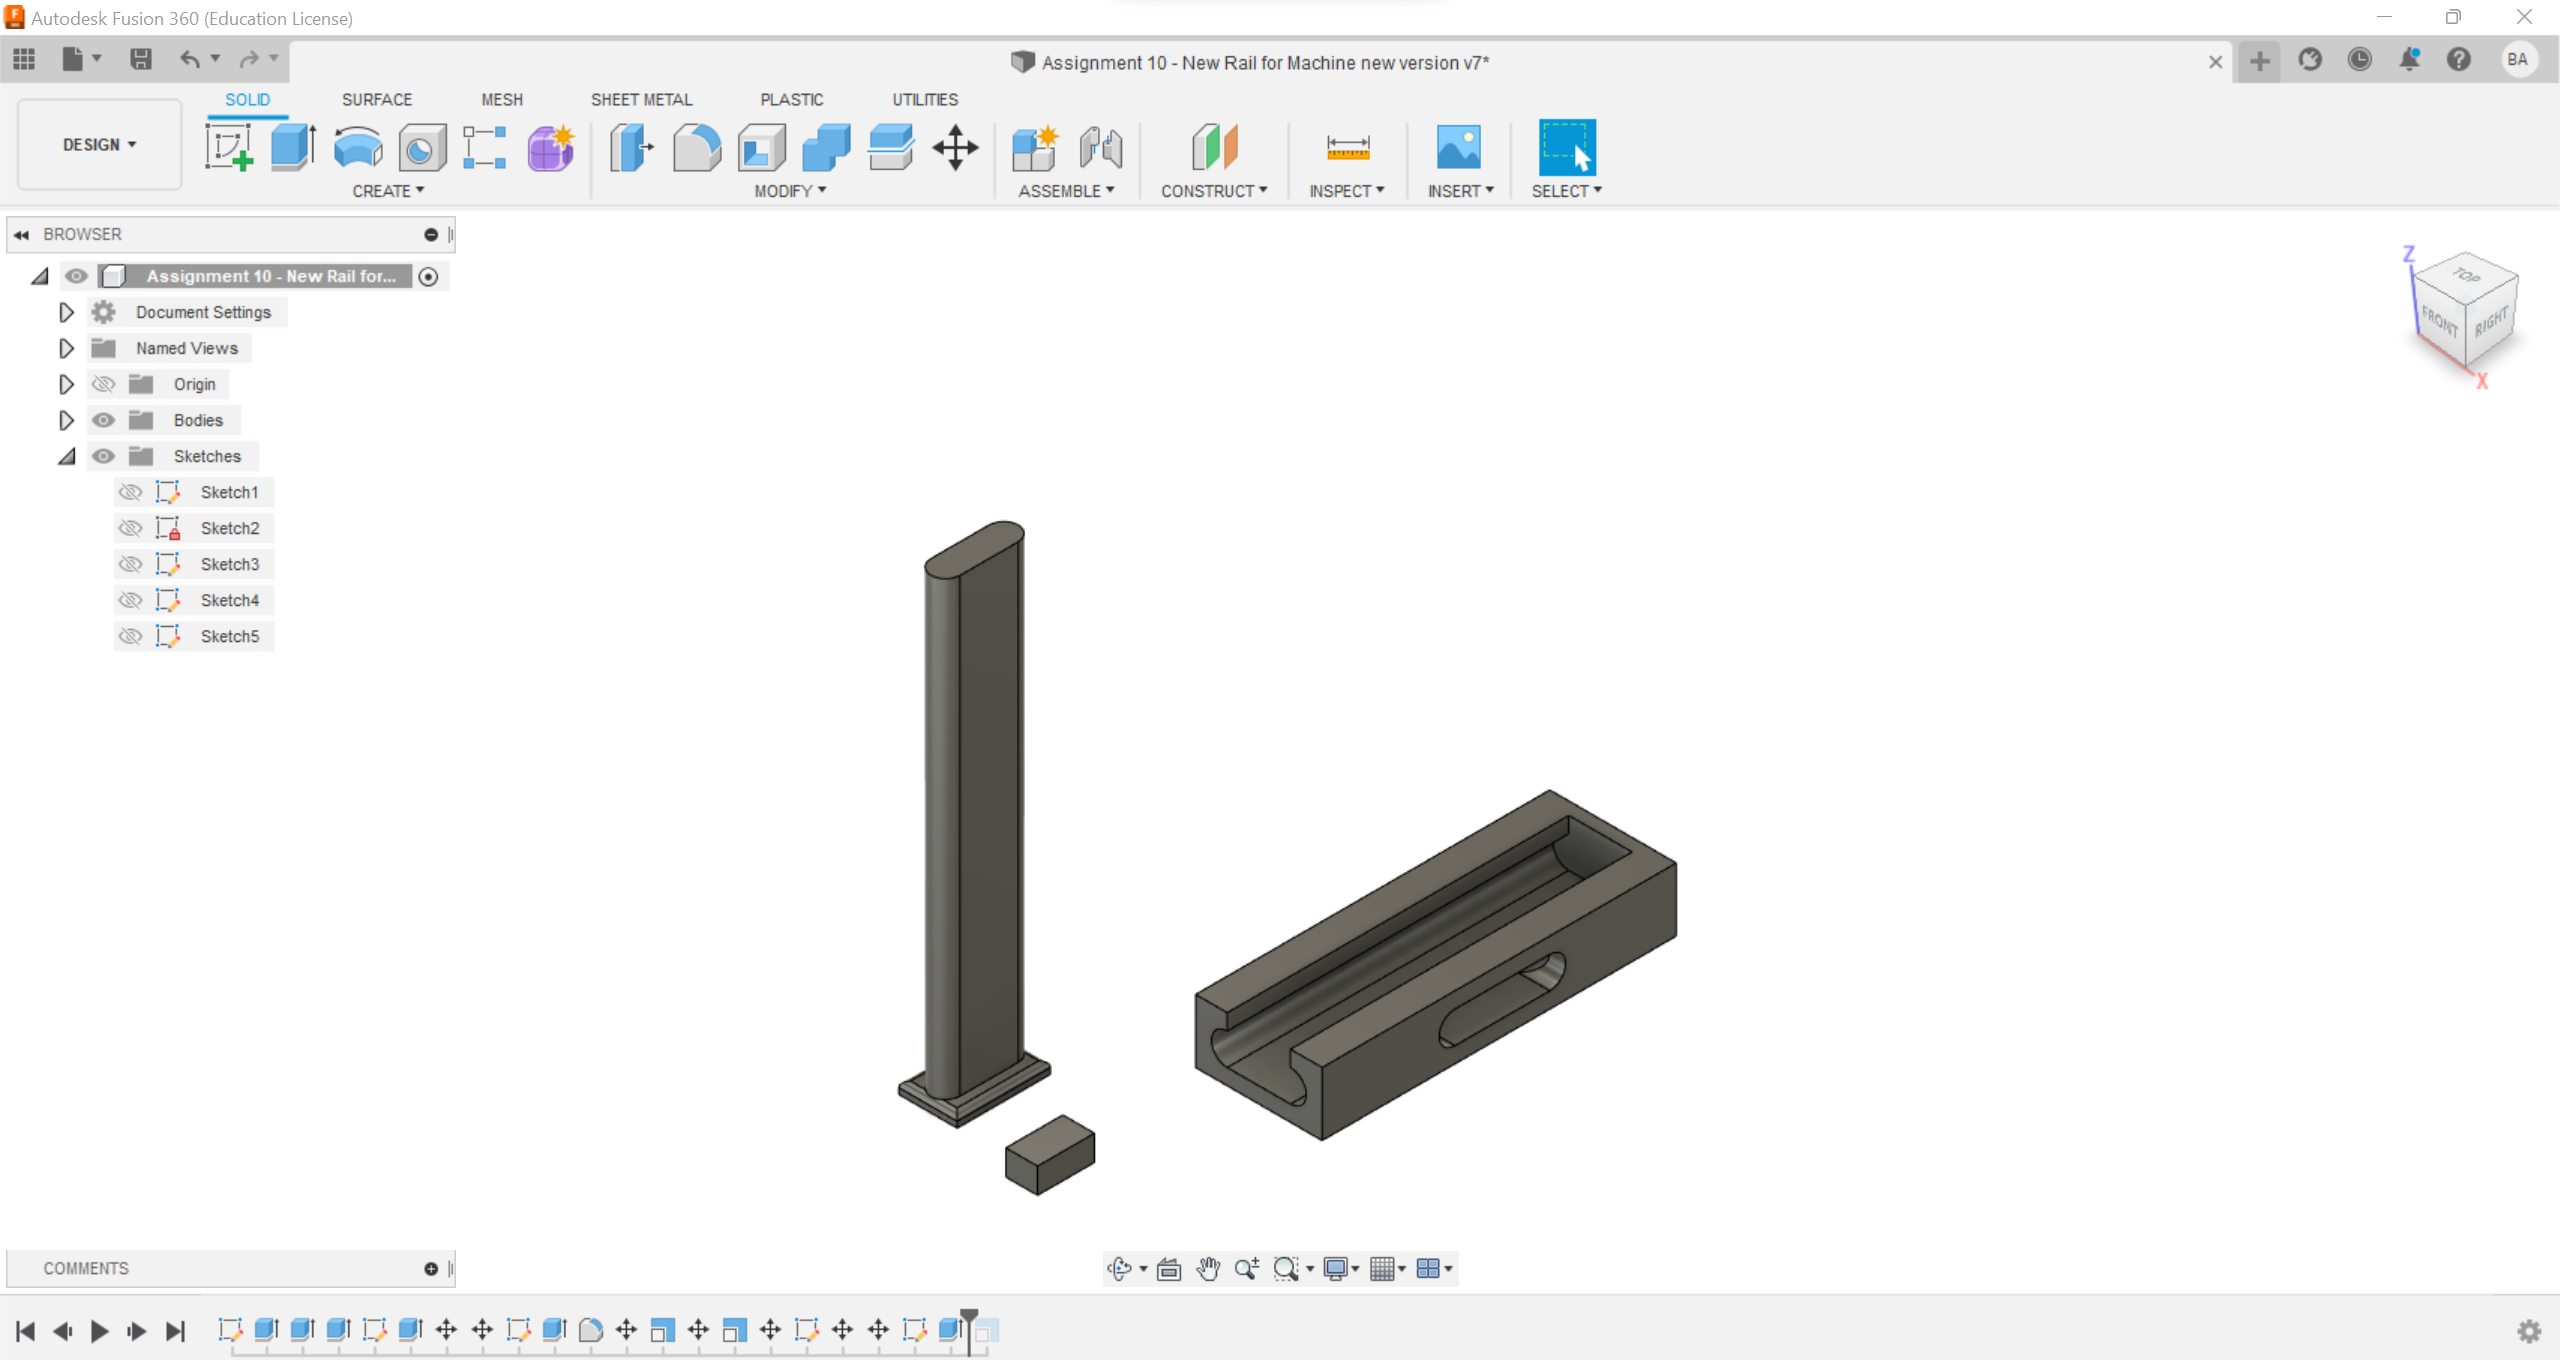 Autodesk Fusion 360 (Education License)
Assignment 10 - New Rail for Machine new version v7*
BA
SOLID SURFACE MESH SHEET METAL PLASTIC UTILITIES
DESIGN
CREATE MODIFY ASSEMBLE CONSTRUCT INSPECT INSERT SELECT
BROWSER
Assignment 10 - New Rail for...
Document Settings
Named Views
Origin
Bodies
Sketches
Sketch1
Sketch2
Sketch3
Sketch4
Sketch5
Z
TOP
FRONT
RIGHT
X
COMMENTS